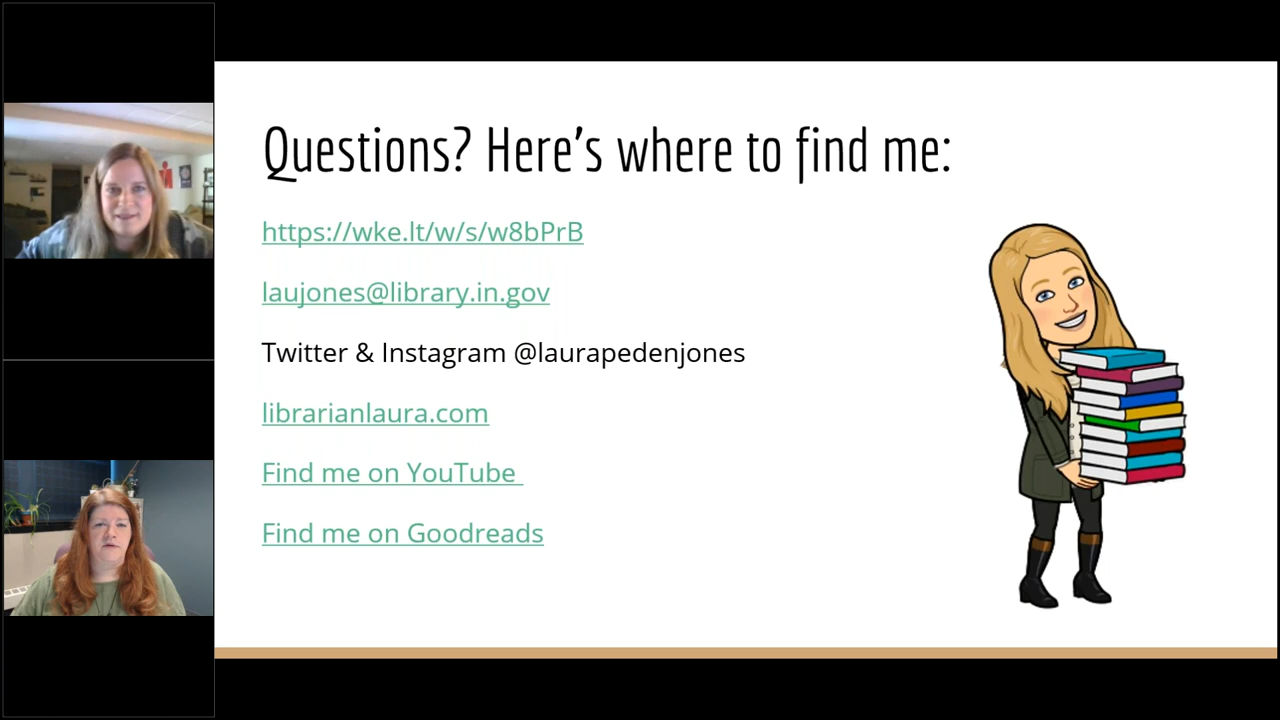 Questions? Here's where to find me:
https://wke.lt/w/s/w8bPrB
laujones@library.in.gov
Twitter & Instagram @laurapedenjones
librarianlaura.com
Find me on YouTube
Find me on Goodreads